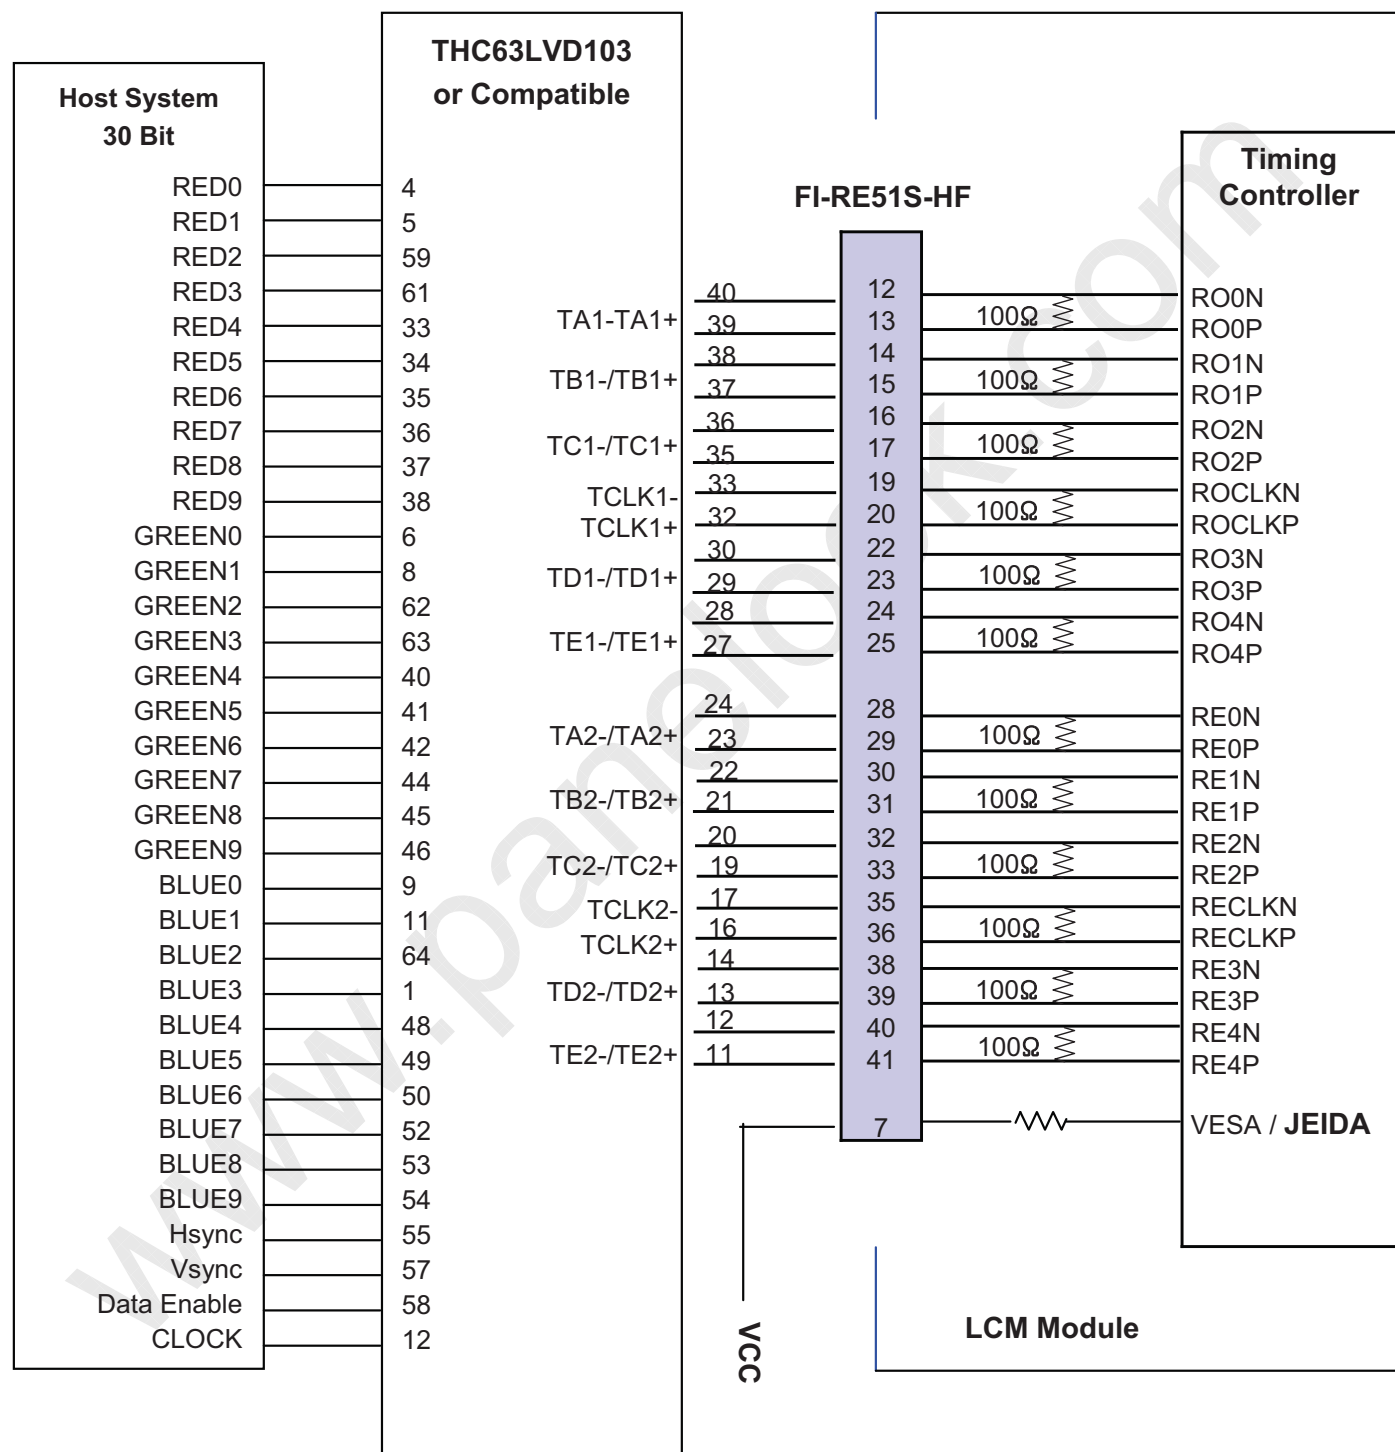 THC63LVD103
or Compatible
Host System
30 Bit
RED0
RED1
RED2
RED3
RED4
RED5
RED6
RED7
RED8
RED9
GREEN0
GREEN1
GREEN2
GREEN3
GREEN4
GREEN5
GREEN6
GREEN7
GREEN8
GREEN9
BLUE0
BLUE1
BLUE2
BLUE3
BLUE4
BLUE5
BLUE6
BLUE7
BLUE8
BLUE9
Hsync
Vsync
Data Enable
CLOCK
4
5
59
61
33
34
35
36
37
38
6
8
62
63
40
41
42
44
45
46
9
11
64
1
48
49
50
52
53
54
55
57
58
12
TA1-TA1+
TB1-/TB1+
TC1-/TC1+
TCLK1-
TCLK1+
TD1-/TD1+
TE1-/TE1+
TA2-/TA2+
TB2-/TB2+
TC2-/TC2+
TCLK2-
TCLK2+
TD2-/TD2+
TE2-/TE2+
40
39
38
37
36
35
33
32
30
29
28
27
24
23
22
21
20
19
17
16
14
13
12
11
VCC
FI-RE51S-HF
12
13
14
15
16
17
19
20
22
23
24
25
28
29
30
31
32
33
35
36
38
39
40
41
7
100Ω
100Ω
100Ω
100Ω
100Ω
100Ω
100Ω
100Ω
100Ω
100Ω
100Ω
100Ω
Timing
Controller
RO0N
RO0P
RO1N
RO1P
RO2N
RO2P
ROCLKN
ROCLKP
RO3N
RO3P
RO4N
RO4P
RE0N
RE0P
RE1N
RE1P
RE2N
RE2P
RECLKN
RECLKP
RE3N
RE3P
RE4N
RE4P
VESA / JEIDA
LCM Module
www.panelook.com